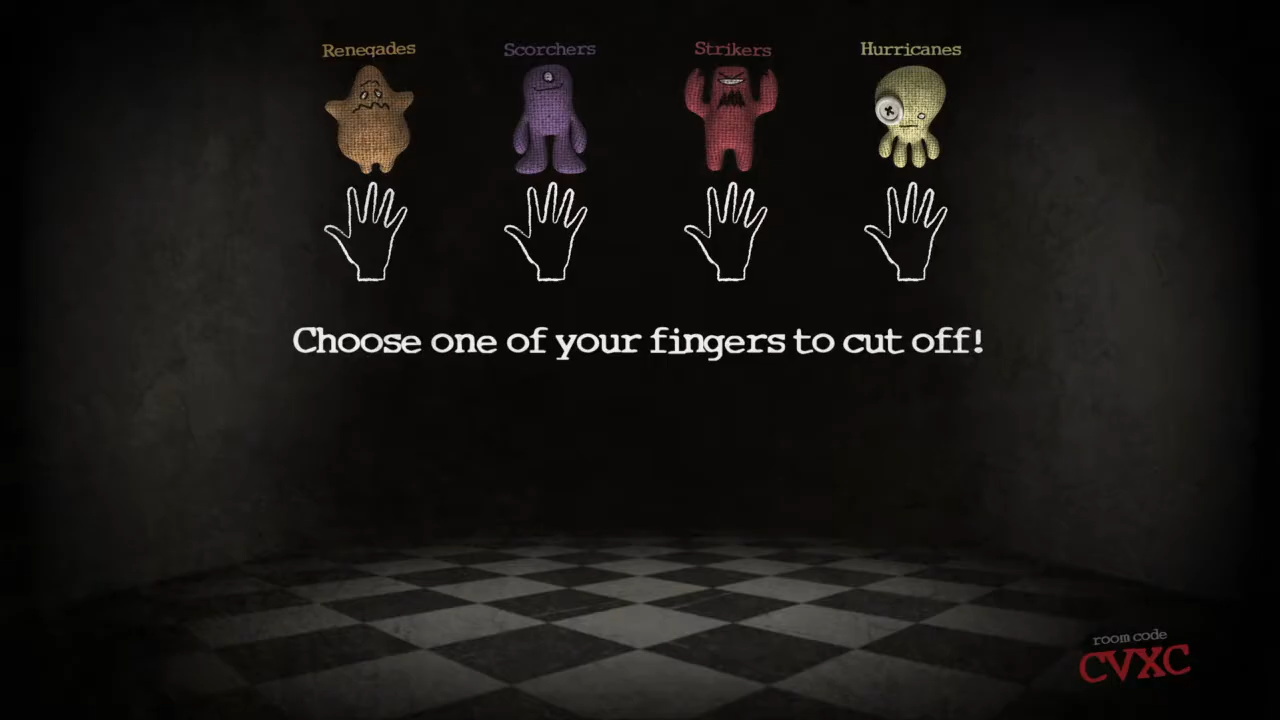 Renegades
Scorchers
Strikers
Hurricanes
Choose one of your fingers to cut off!
room code
CVXC